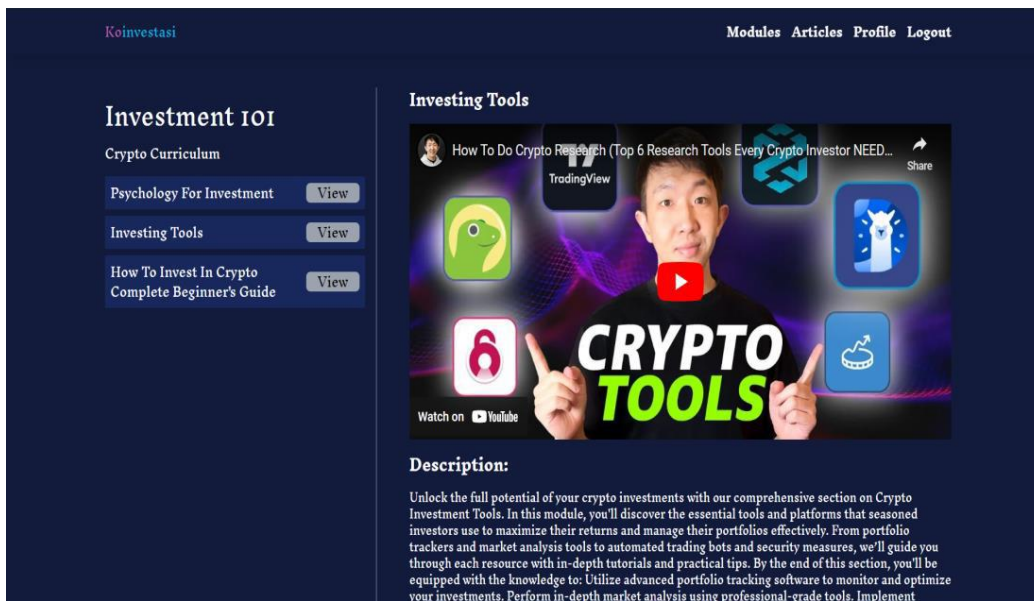 Koinvestasi
Modules Articles Profile Logout
Investment 101
Crypto Curriculum
Psychology For Investment View
Investing Tools View
How To Invest In Crypto
Complete Beginner's Guide View
Investing Tools
How To Do Crypto Research (Top 6 Research Tools Every Crypto Investor NEED...
Share
TradingView
CRYPTO
TOOLS
Watch on YouTube
Description:
Unlock the full potential of your crypto investments with our comprehensive section on Crypto
Investment Tools. In this module, you'll discover the essential tools and platforms that seasoned
investors use to maximize their returns and manage their portfolios effectively. From portfolio
trackers and market analysis tools to automated trading bots and security measures, we'll guide you
through each resource with in-depth tutorials and practical tips. By the end of this section, you'll be
equipped with the knowledge to: Utilize advanced portfolio tracking software to monitor and optimize
your investments. Perform in-depth market analysis using professional-grade tools. Implement